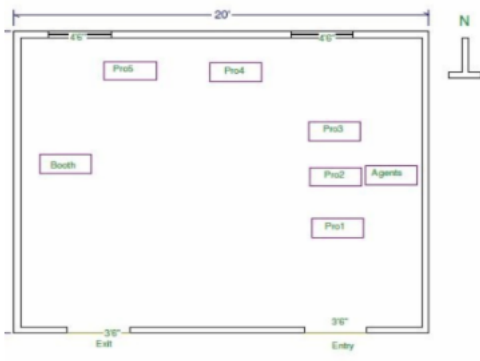 20'
N
4'6"
4'6"
Pro5
Pro4
Pro3
Booth
Pro2
Agents
Pro1
3'6"
3'6"
Exit
Entry